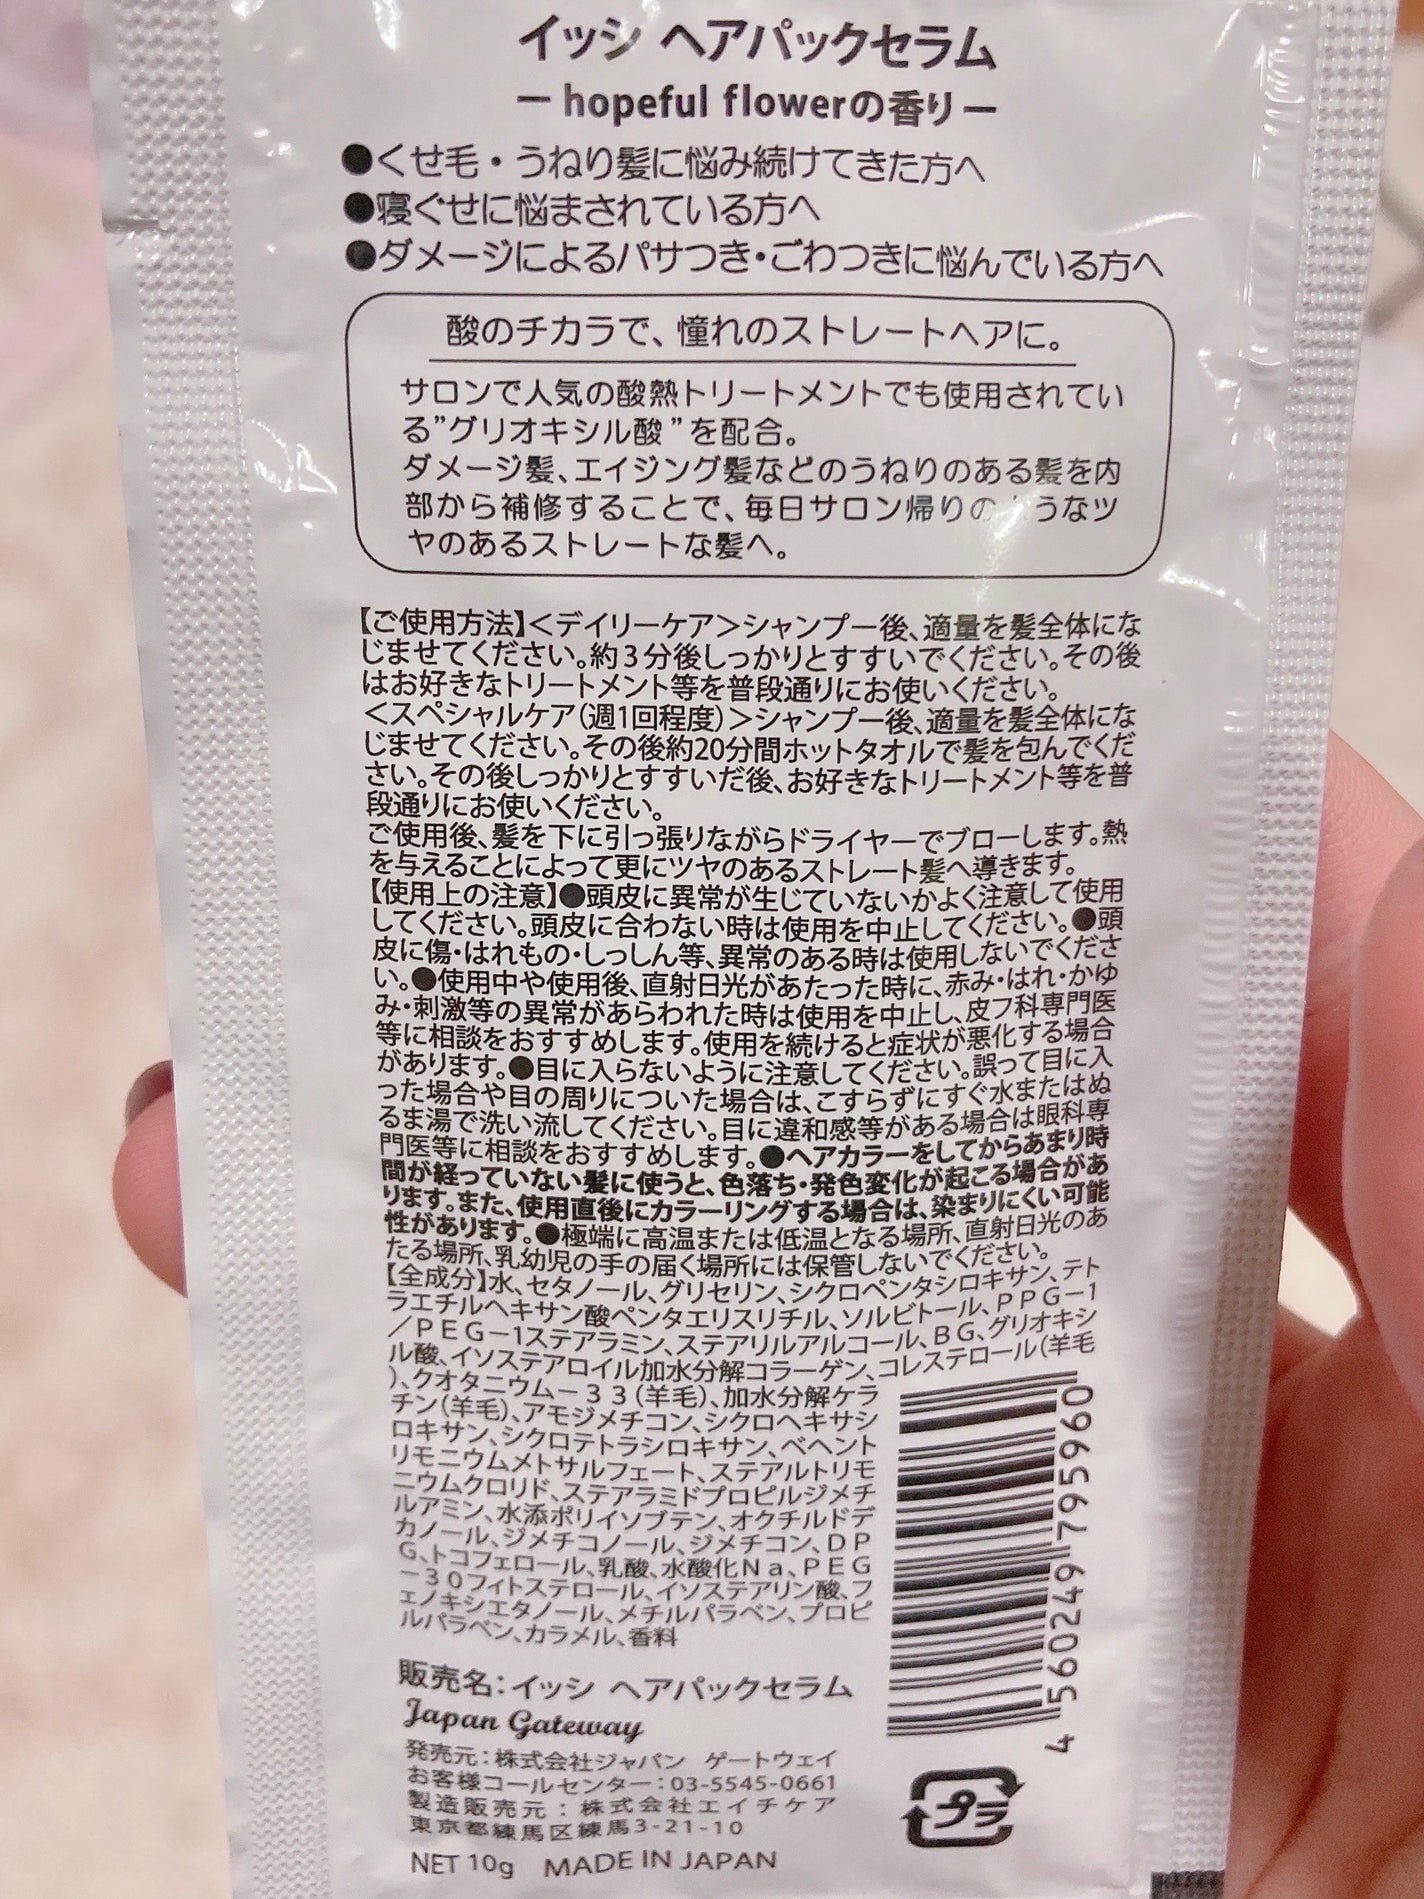 イッシ ヘアパックセラム
ー hopeful flowerの香り ー
●くせ毛・うねり髪に悩み続けてきた方へ
●寝ぐせに悩まされている方へ
●ダメージによるパサつき・ごわつきに悩んでいる方へ
酸のチカラで、憧れのストレートヘアに。
サロンで人気の酸熱トリートメントでも使用されてい
る”グリオキシル酸”を配合。
ダメージ髪、エイジング髪などのうねりのある髪を内
部から補修することで、毎日サロン帰りの うなツ
ヤのあるストレートな髪へ。
【ご使用方法】＜デイリーケア＞シャンプー後、適量を髪全体にな
じませてください。約3分後しっかりとすすいでください。その後
はお好きなトリートメント等を普段通りにお使いください。
＜スペシャルケア（週1回程度）＞シャンプー後、適量を髪全体にな
じませてください。その後約20分間ホットタオルで髪を包んでくだ
さい。その後しっかりとすすいだ後、お好きなトリートメント等を普
段通りにお使いください。
ご使用後、髪を下に引っ張りながらドライヤーでブローします。熱
を与えることによって更にツヤのあるストレート髪へ導きます。
【使用上の注意】●頭皮に異常が生じていないかよく注意して使用
してください。頭皮に合わない時は使用を中止してください。●頭
皮に傷・はれもの・しっしん等、異常のある時は使用しないでくださ
い。●使用中や使用後、直射日光があたった時に、赤み・はれ・かゆ
み・刺激等の異常があらわれた時は使用を中止し、皮フ科専門医
等に相談をおすすめします。使用を続けると症状が悪化する場合
があります。●目に入らないように注意してください。誤って目に入
った場合や目の周りについた場合は、こすらずにすぐ水またはぬ
るま湯で洗い流してください。目に違和感等がある場合は眼科専
門医等に相談をおすすめします。●ヘアカラーをしてからあまり時
間が経っていない髪に使うと、色落ち・発色変化が起こる場合があ
ります。また、使用直後にカラーリングする場合は、染まりにくい可能
性があります。●極端に高温または低温となる場所、直射日光のあ
たる場所、乳幼児の手の届く場所には保管しないでください。
【全成分】水、セタノール、グリセリン、シクロペンタシロキサン、テト
ラエチルヘキサン酸ペンタエリスリチル、ソルビトール、ＰＰＧ－1
／ＰＥＧ－1ステアラミン、ステアリルアルコール、ＢＧ、グリオキシ
ル酸、イソステアロイル加水分解コラーゲン、コレステロール（羊毛
）、クオタニウム－３３（羊毛）、加水分解ケラ
チン（羊毛）、アモジメチコン、シクロヘキサシ
ロキサン、シクロテトラシロキサン、ベヘント
リモニウムメトサルフェート、ステアルトリモ
ニウムクロリド、ステアラミドプロピルジメチ
ルアミン、水添ポリイソブテン、オクチルドデ
カノール、ジメチコノール、ジメチコン、ＤＰ
Ｇ、トコフェロール、乳酸、水酸化Ｎａ、ＰＥＧ
－３０フィトステロール、イソステアリン酸、フ
ェノキシエタノール、メチルパラベン、プロピ
ルパラベン、カラメル、香料
4 560249 795960
販売名：イッシ ヘアパックセラム
Japan Gateway
発売元：株式会社ジャパン ゲートウェイ
お客様コールセンター：03-5545-0661
製造販売元：株式会社エイチケア
東京都練馬区練馬3-21-10
NET 10g MADE IN JAPAN
プラ